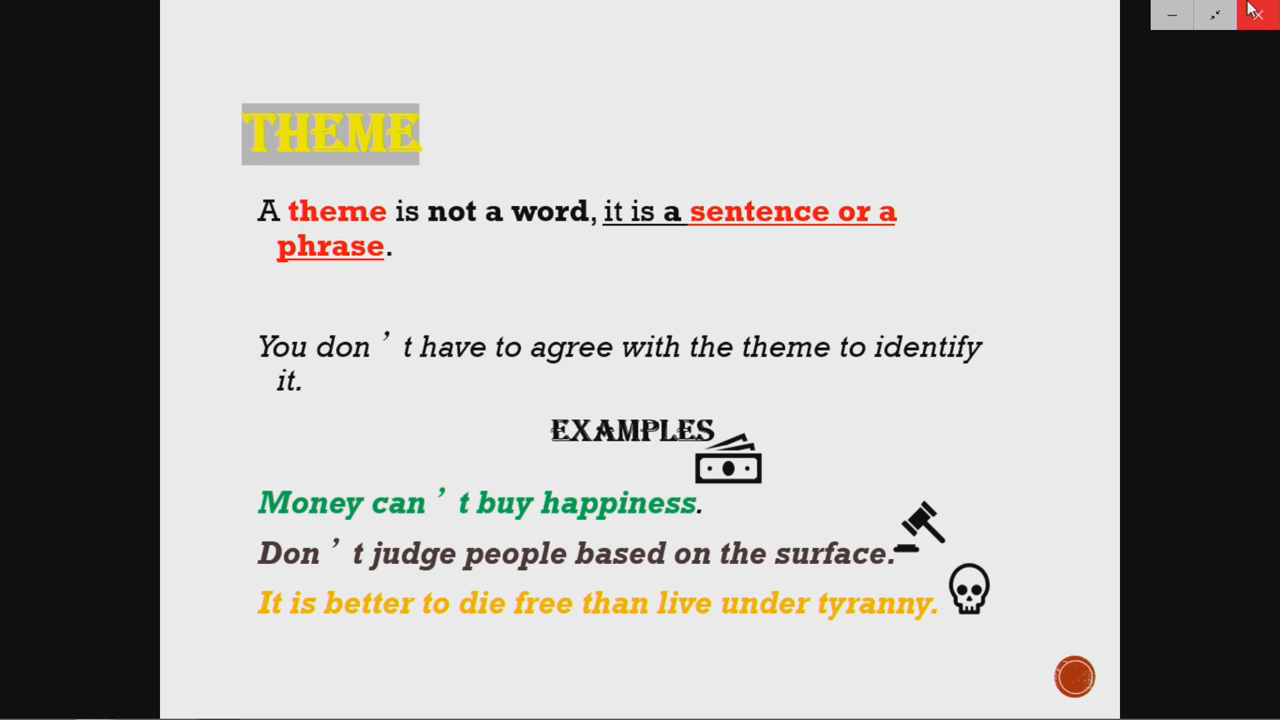 THEME
A theme is not a word, it is a sentence or a
phrase.
You don’t have to agree with the theme to identify
it.
EXAMPLES
Money can’t buy happiness.
Don’t judge people based on the surface.
It is better to die free than live under tyranny.